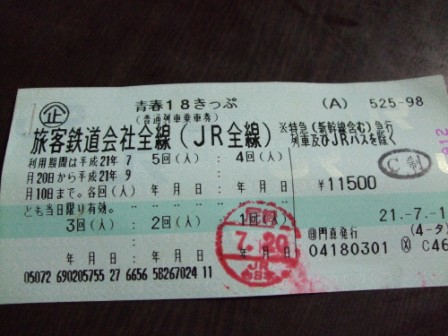 企
青春18きっぷ
(普通列車乗車券)
(A) 525-98
旅客鉄道会社全線(JR全線)
※特急(新幹線含む)急行
列車及びJRバスを除く
利用期間は平成21年7
月20日から平成21年9
月10日まで。各回(人)
とも当日限り有効。
5回(人) : 4回(人)
年 月 日 : 年 月 日
3回(人) : 2回(人) : 1回(人)
年 月 日 : 年 月 日
C制
¥11500
7.20
21.-7.-1
門真発行 (4-タ)
04180301 Ⓧ C46
05072 690205755 27 6656 58267024 11